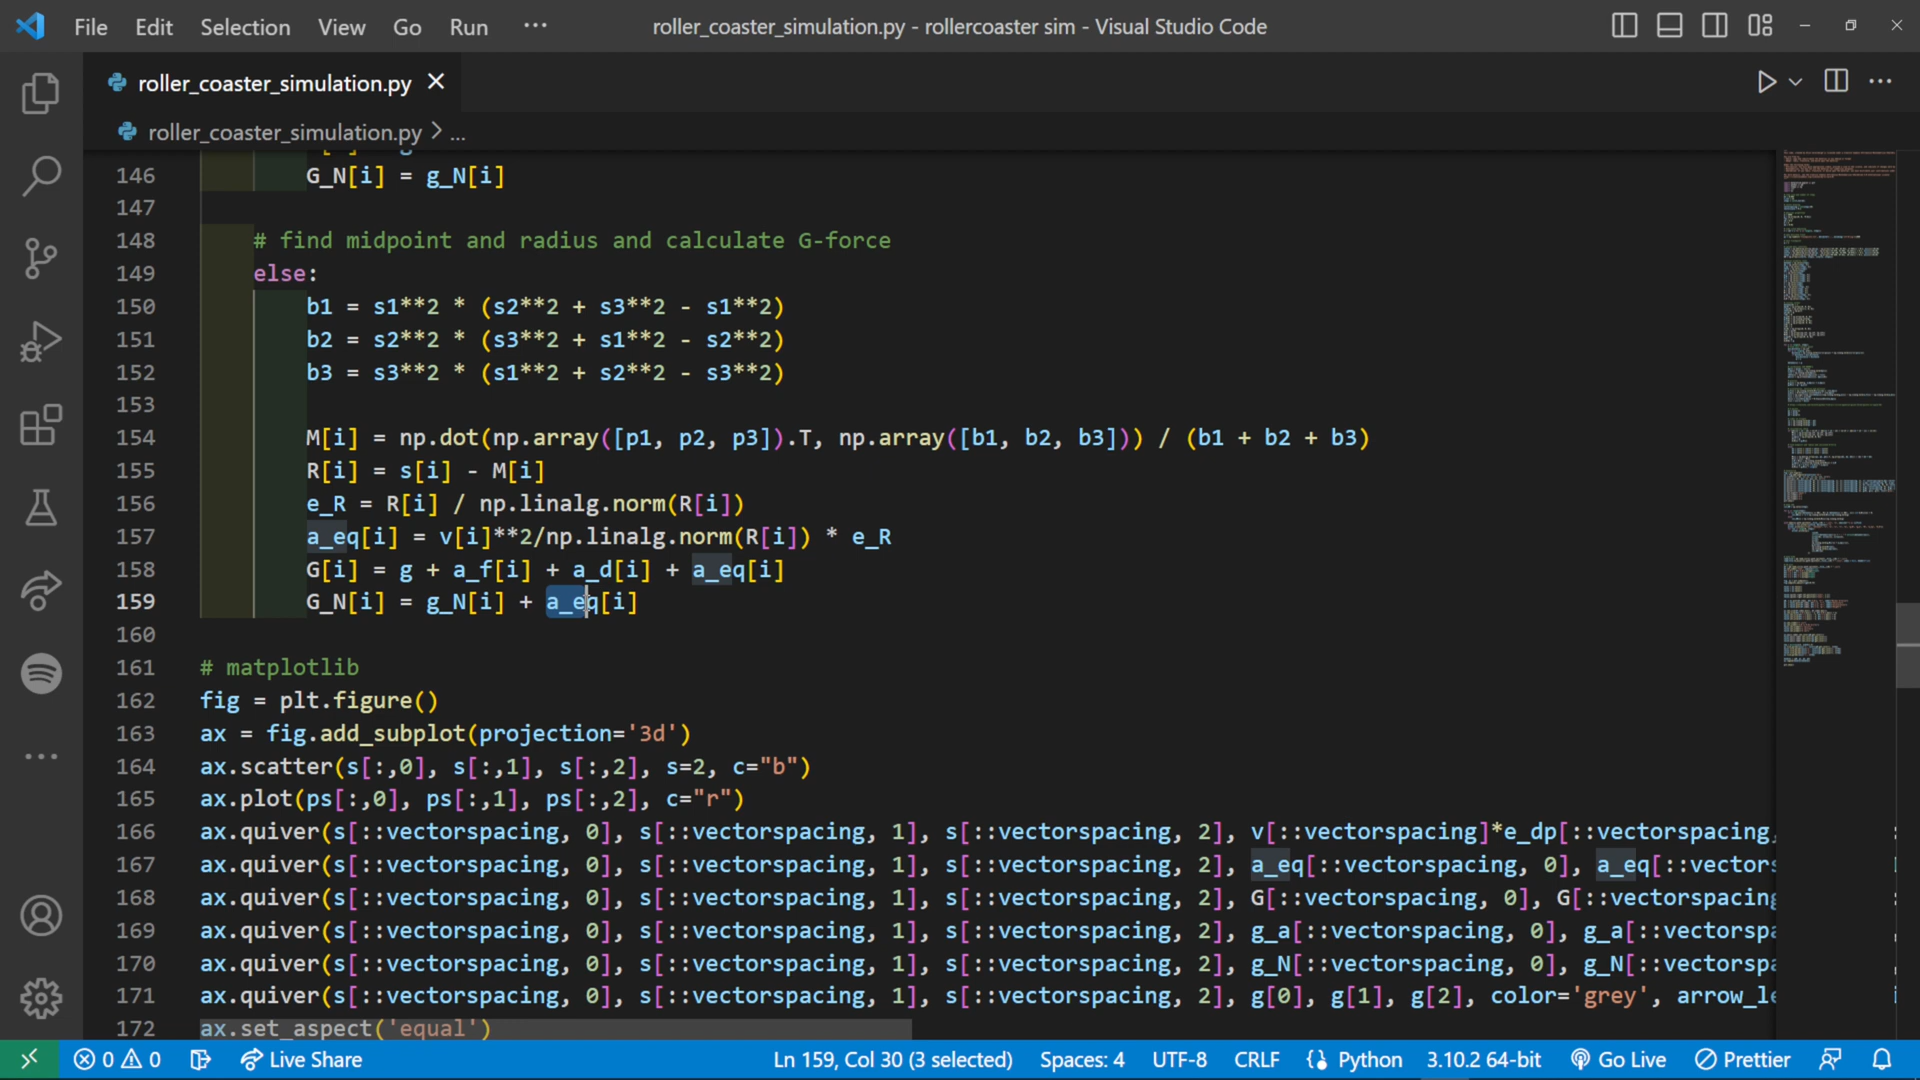 File Edit Selection View Go Run ··· roller_coaster_simulation.py - rollercoaster sim - Visual Studio Code
roller_coaster_simulation.py
roller_coaster_simulation.py > ...
146 G_N[i] = g_N[i]
147
148 # find midpoint and radius and calculate G-force
149 else:
150 b1 = s1**2 * (s2**2 + s3**2 - s1**2)
151 b2 = s2**2 * (s3**2 + s1**2 - s2**2)
152 b3 = s3**2 * (s1**2 + s2**2 - s3**2)
153
154 M[i] = np.dot(np.array([p1, p2, p3]).T, np.array([b1, b2, b3])) / (b1 + b2 + b3)
155 R[i] = s[i] - M[i]
156 e_R = R[i] / np.linalg.norm(R[i])
157 a_eq[i] = v[i]**2/np.linalg.norm(R[i]) * e_R
158 G[i] = g + a_f[i] + a_d[i] + a_eq[i]
159 G_N[i] = g_N[i] + a_eq[i]
160
161 # matplotlib
162 fig = plt.figure()
163 ax = fig.add_subplot(projection='3d')
164 ax.scatter(s[:,0], s[:,1], s[:,2], s=2, c="b")
165 ax.plot(ps[:,0], ps[:,1], ps[:,2], c="r")
166 ax.quiver(s[::vectorspacing, 0], s[::vectorspacing, 1], s[::vectorspacing, 2], v[::vectorspacing]*e_dp[::vectorspacing,
167 ax.quiver(s[::vectorspacing, 0], s[::vectorspacing, 1], s[::vectorspacing, 2], a_eq[::vectorspacing, 0], a_eq[::vectors
168 ax.quiver(s[::vectorspacing, 0], s[::vectorspacing, 1], s[::vectorspacing, 2], G[::vectorspacing, 0], G[::vectorspacing
169 ax.quiver(s[::vectorspacing, 0], s[::vectorspacing, 1], s[::vectorspacing, 2], g_a[::vectorspacing, 0], g_a[::vectorspa
170 ax.quiver(s[::vectorspacing, 0], s[::vectorspacing, 1], s[::vectorspacing, 2], g_N[::vectorspacing, 0], g_N[::vectorspa
171 ax.quiver(s[::vectorspacing, 0], s[::vectorspacing, 1], s[::vectorspacing, 2], g[0], g[1], g[2], color='grey', arrow_le
172 ax.set_aspect('equal')
0 0 Live Share Ln 159, Col 30 (3 selected) Spaces: 4 UTF-8 CRLF Python 3.10.2 64-bit Go Live Prettier